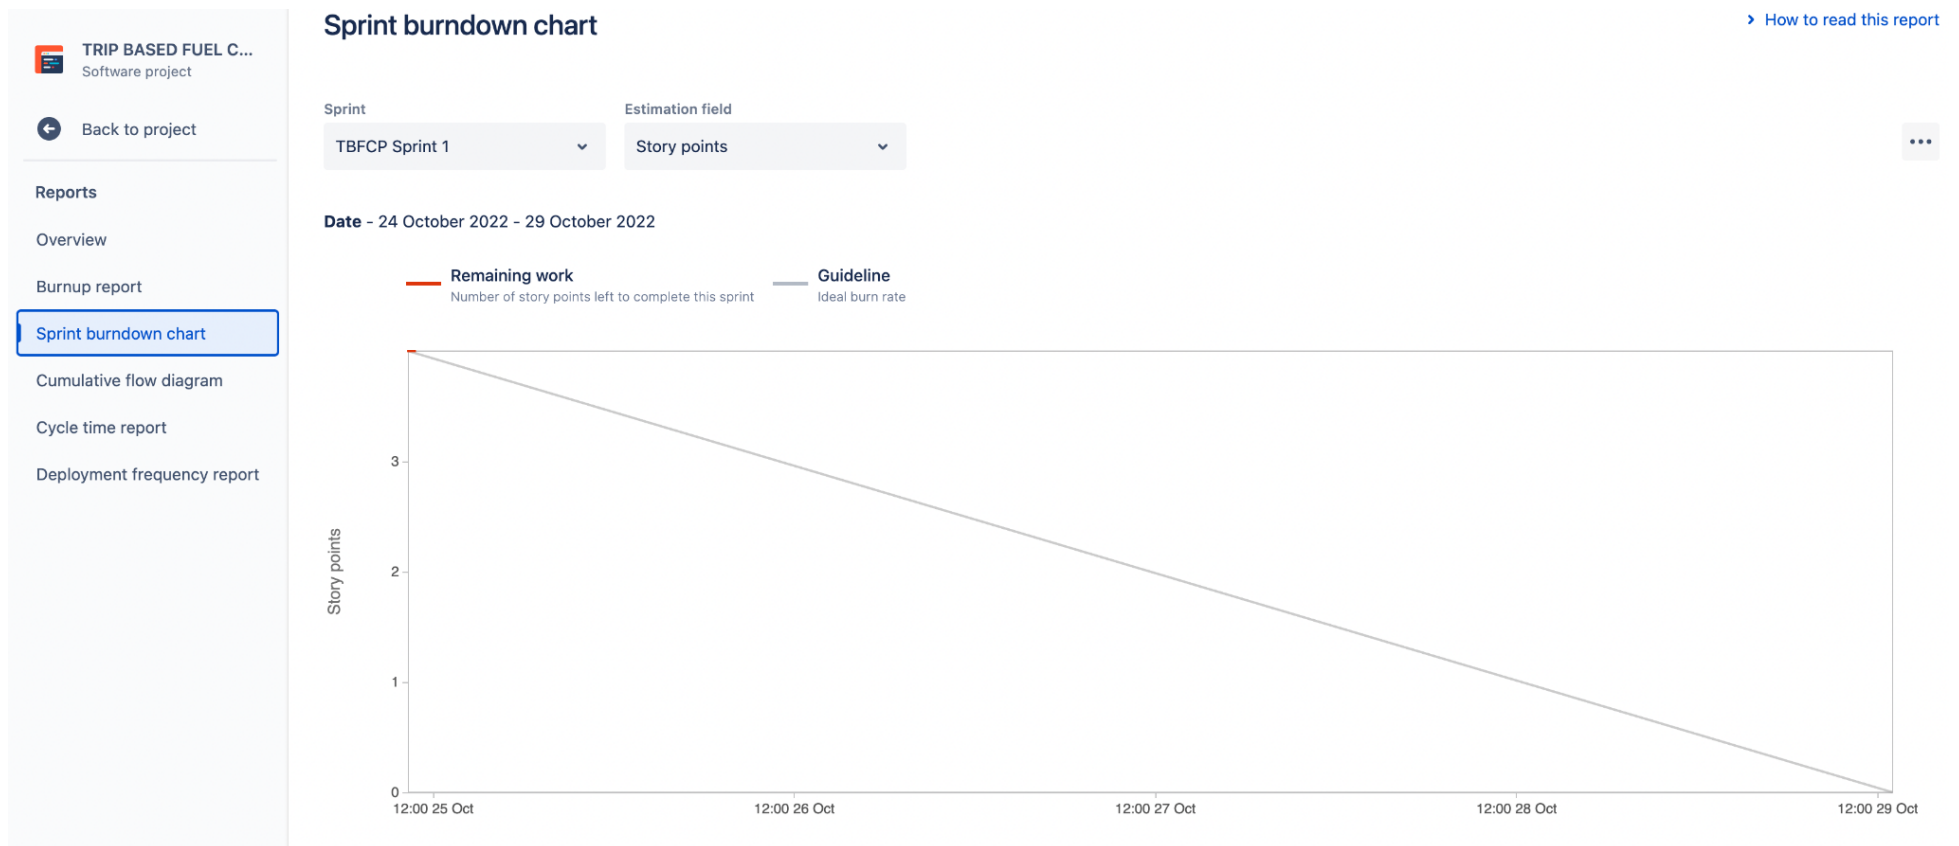 TRIP BASED FUEL C...
Software project
Back to project
Reports
Overview
Burnup report
Sprint burndown chart
Cumulative flow diagram
Cycle time report
Deployment frequency report
Sprint burndown chart
How to read this report
Sprint
Estimation field
TBFCP Sprint 1
Story points
Date - 24 October 2022 - 29 October 2022
Remaining work
Number of story points left to complete this sprint
Guideline
Ideal burn rate
Story points
3
2
1
0
12:00 25 Oct
12:00 26 Oct
12:00 27 Oct
12:00 28 Oct
12:00 29 Oct